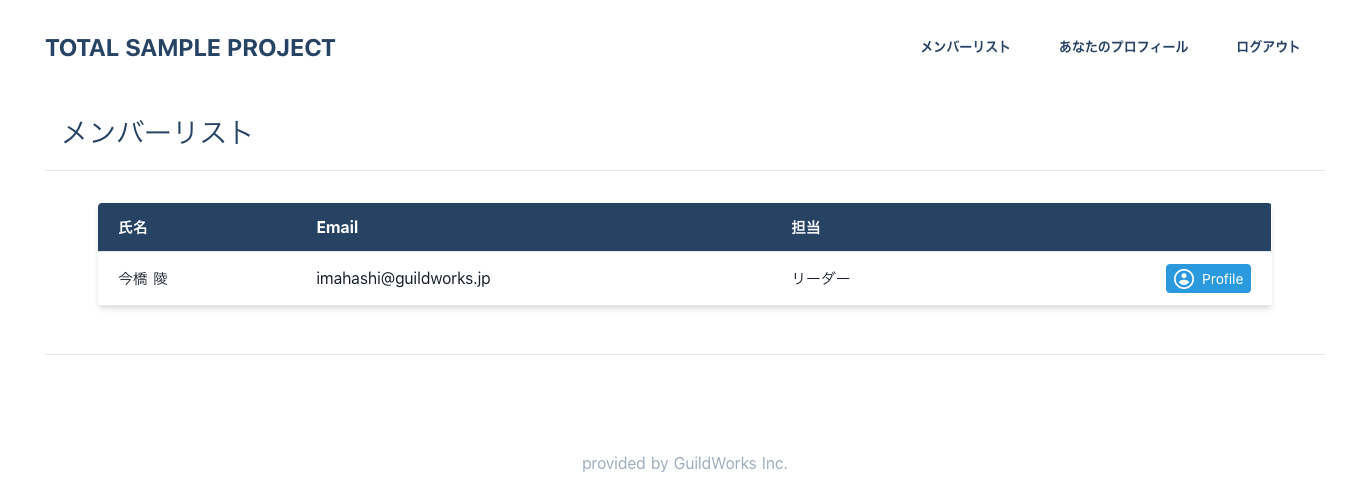 TOTAL SAMPLE PROJECT メンバーリスト あなたのプロフィール ログアウト
メンバーリスト
氏名 Email 担当
今橋 陵 imahashi@guildworks.jp リーダー Profile
provided by GuildWorks Inc.